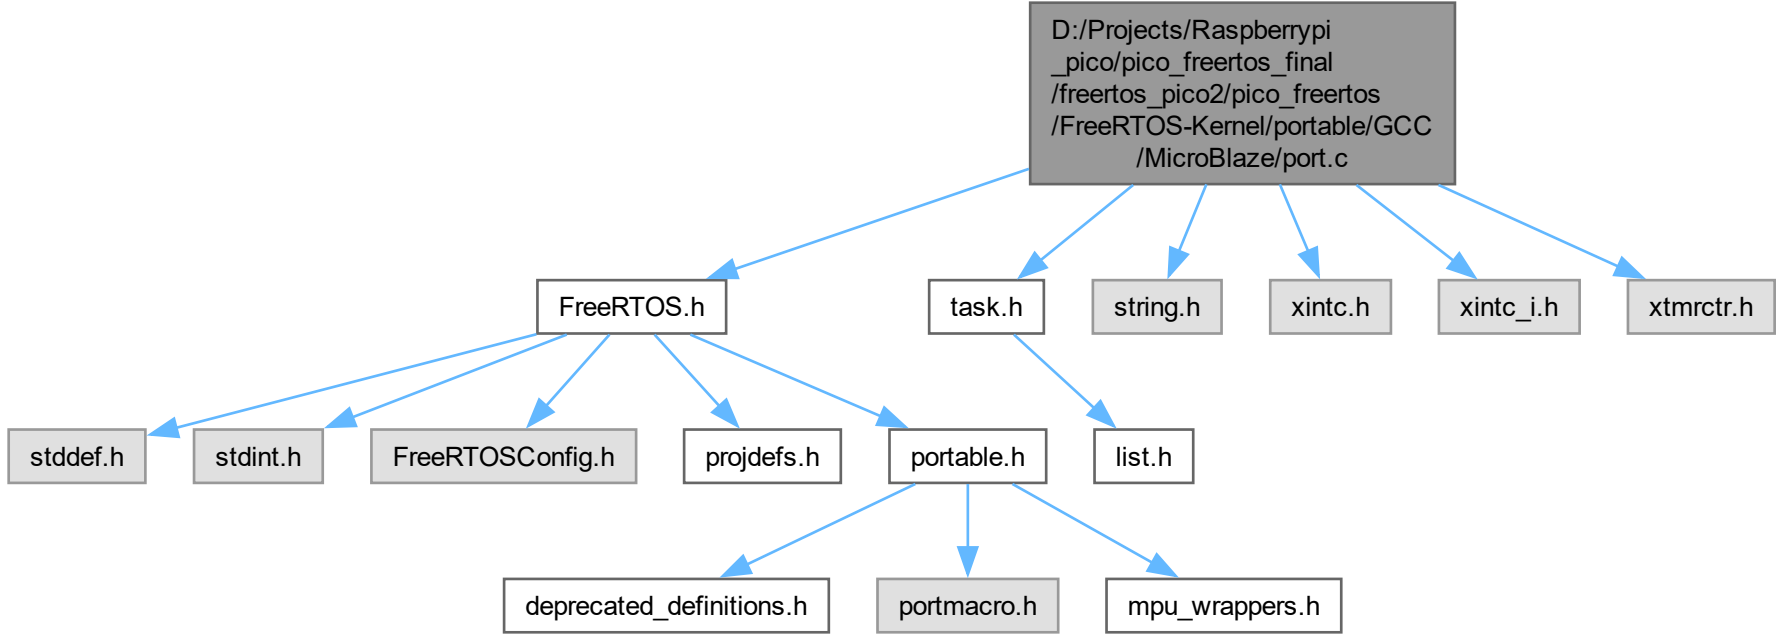 D:/Projects/Raspberrypi
_pico/pico_freertos_final
/freertos_pico2/pico_freertos
/FreeRTOS-Kernel/portable/GCC
/MicroBlaze/port.c
FreeRTOS.h
task.h
string.h
xintc.h
xintc_i.h
xtmrctr.h
stddef.h
stdint.h
FreeRTOSConfig.h
projdefs.h
portable.h
list.h
deprecated_definitions.h
portmacro.h
mpu_wrappers.h